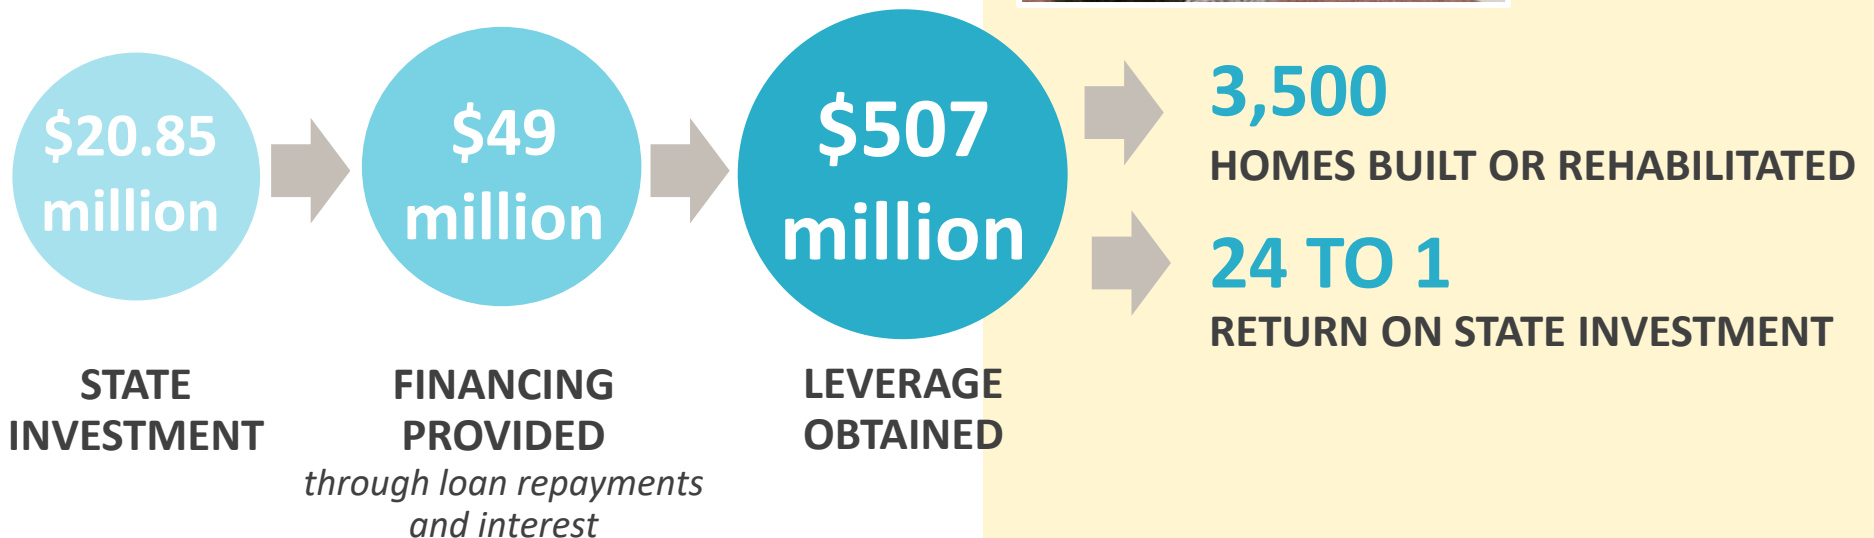 $20.85
million
STATE
INVESTMENT
$49
million
FINANCING
PROVIDED
through loan repayments
and interest
$507
million
LEVERAGE
OBTAINED
3,500
HOMES BUILT OR REHABILITATED
24 TO 1
RETURN ON STATE INVESTMENT